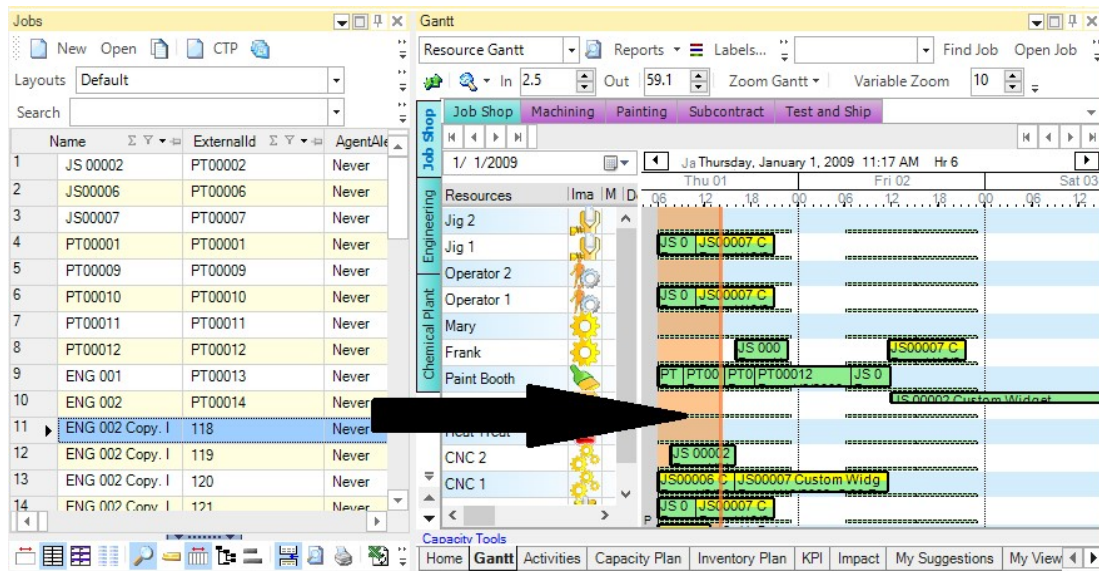 Jobs
New Open CTP
Layouts Default
Search
Name ExternalId AgentAle
1 JS 00002 PT00002 Never
2 JS00006 PT00006 Never
3 JS00007 PT00007 Never
4 PT00001 PT00001 Never
5 PT00009 PT00009 Never
6 PT00010 PT00010 Never
7 PT00011 PT00011 Never
8 PT00012 PT00012 Never
9 ENG 001 PT00013 Never
10 ENG 002 PT00014 Never
11 ENG 002 Copy. I 118 Never
12 ENG 002 Copy. I 119 Never
13 ENG 002 Copy. I 120 Never
14 ENG 002 Copy. I 121 Never
Gantt
Resource Gantt Reports Labels... Find Job Open Job
In 2.5 Out 59.1 Zoom Gantt Variable Zoom 10
Job Shop Machining Painting Subcontract Test and Ship
Job Shop
Engineering
Chemical Plant
1/ 1/2009 Ja Thursday, January 1, 2009 11:17 AM Hr 6
Thu 01 Fri 02 Sat 03
Resources Ima M D 06 12 18 00 06 12 18 00 06 12
Jig 2
Jig 1 JS 0 JS00007 C
Operator 2
Operator 1 JS 0 JS00007 C
Mary
Frank JS 000 JS00007 C
Paint Booth PT PT00 PT0 PT00012 JS 0
JS 00002 Custom Widget
Heat Treat
CNC 2 JS 00002
CNC 1 JS00006 C JS00007 Custom Widg
JS 0 JS00007 C
Capacity Tools
Home Gantt Activities Capacity Plan Inventory Plan KPI Impact My Suggestions My View